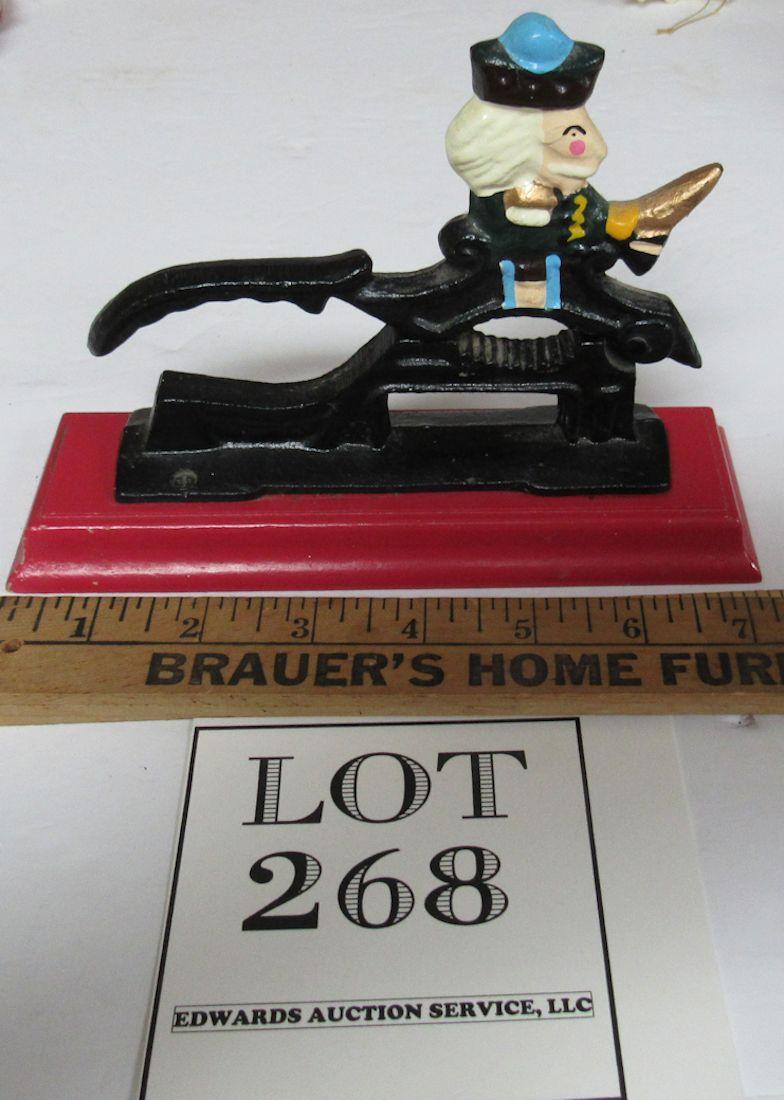 1 2 3 4 5 6 7
BRAUER'S HOME FUR
LOT
268
EDWARDS AUCTION SERVICE, LLC